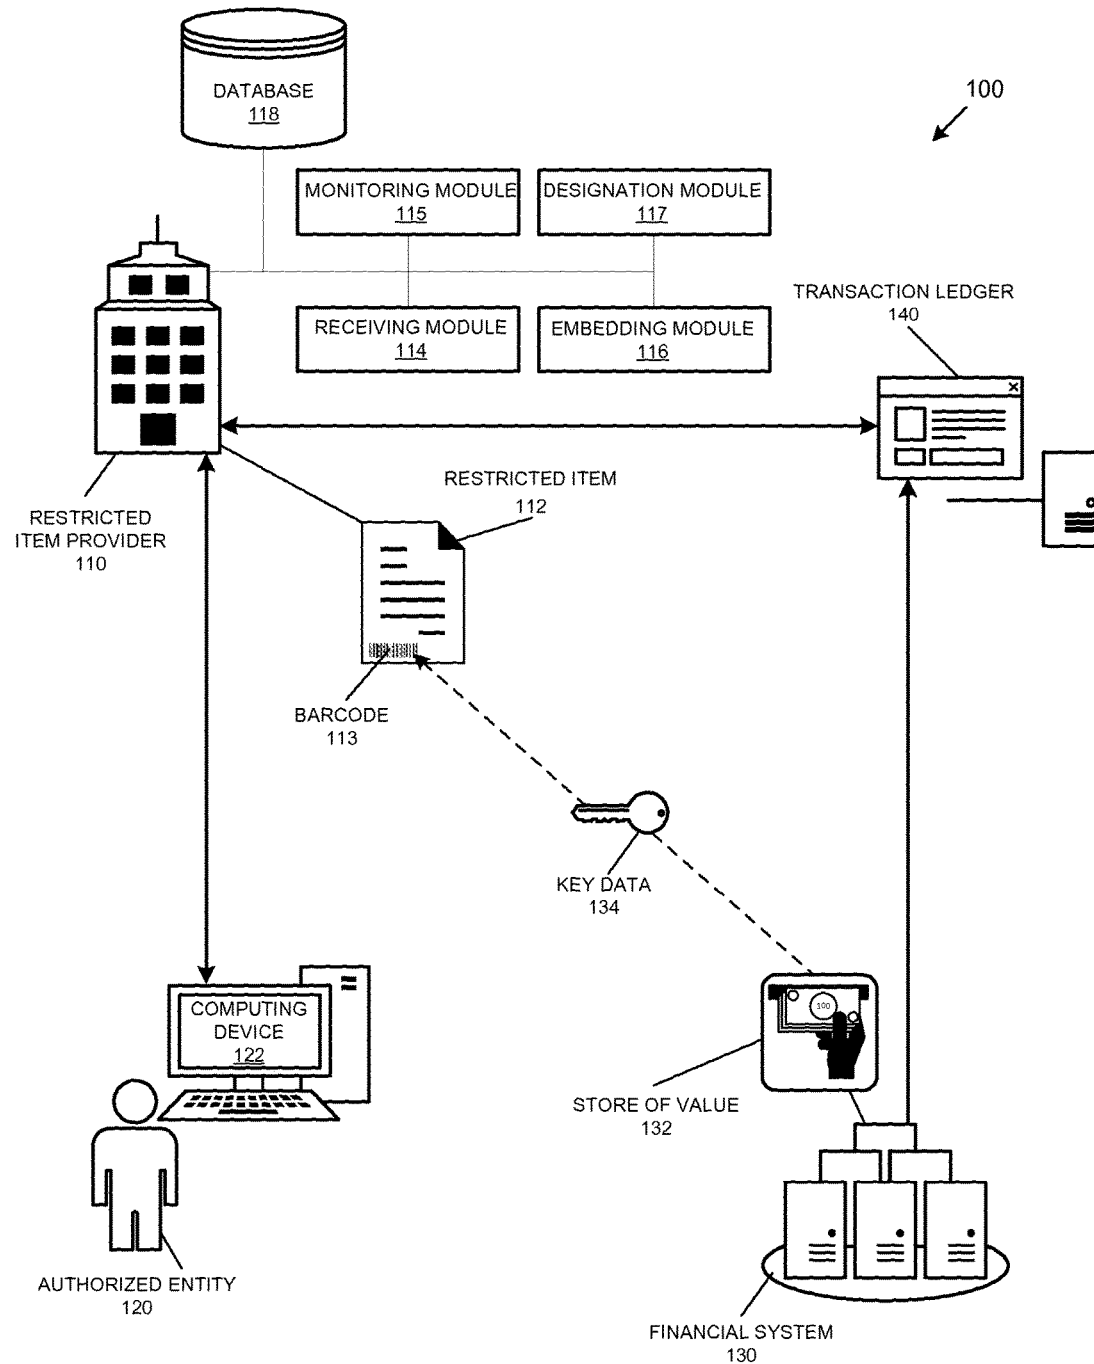 DATABASE
118
100
MONITORING MODULE
115
DESIGNATION MODULE
117
RECEIVING MODULE
114
EMBEDDING MODULE
116
TRANSACTION LEDGER
140
RESTRICTED ITEM
112
RESTRICTED
ITEM PROVIDER
110
BARCODE
113
KEY DATA
134
COMPUTING
DEVICE
122
100
STORE OF VALUE
132
AUTHORIZED ENTITY
120
FINANCIAL SYSTEM
130